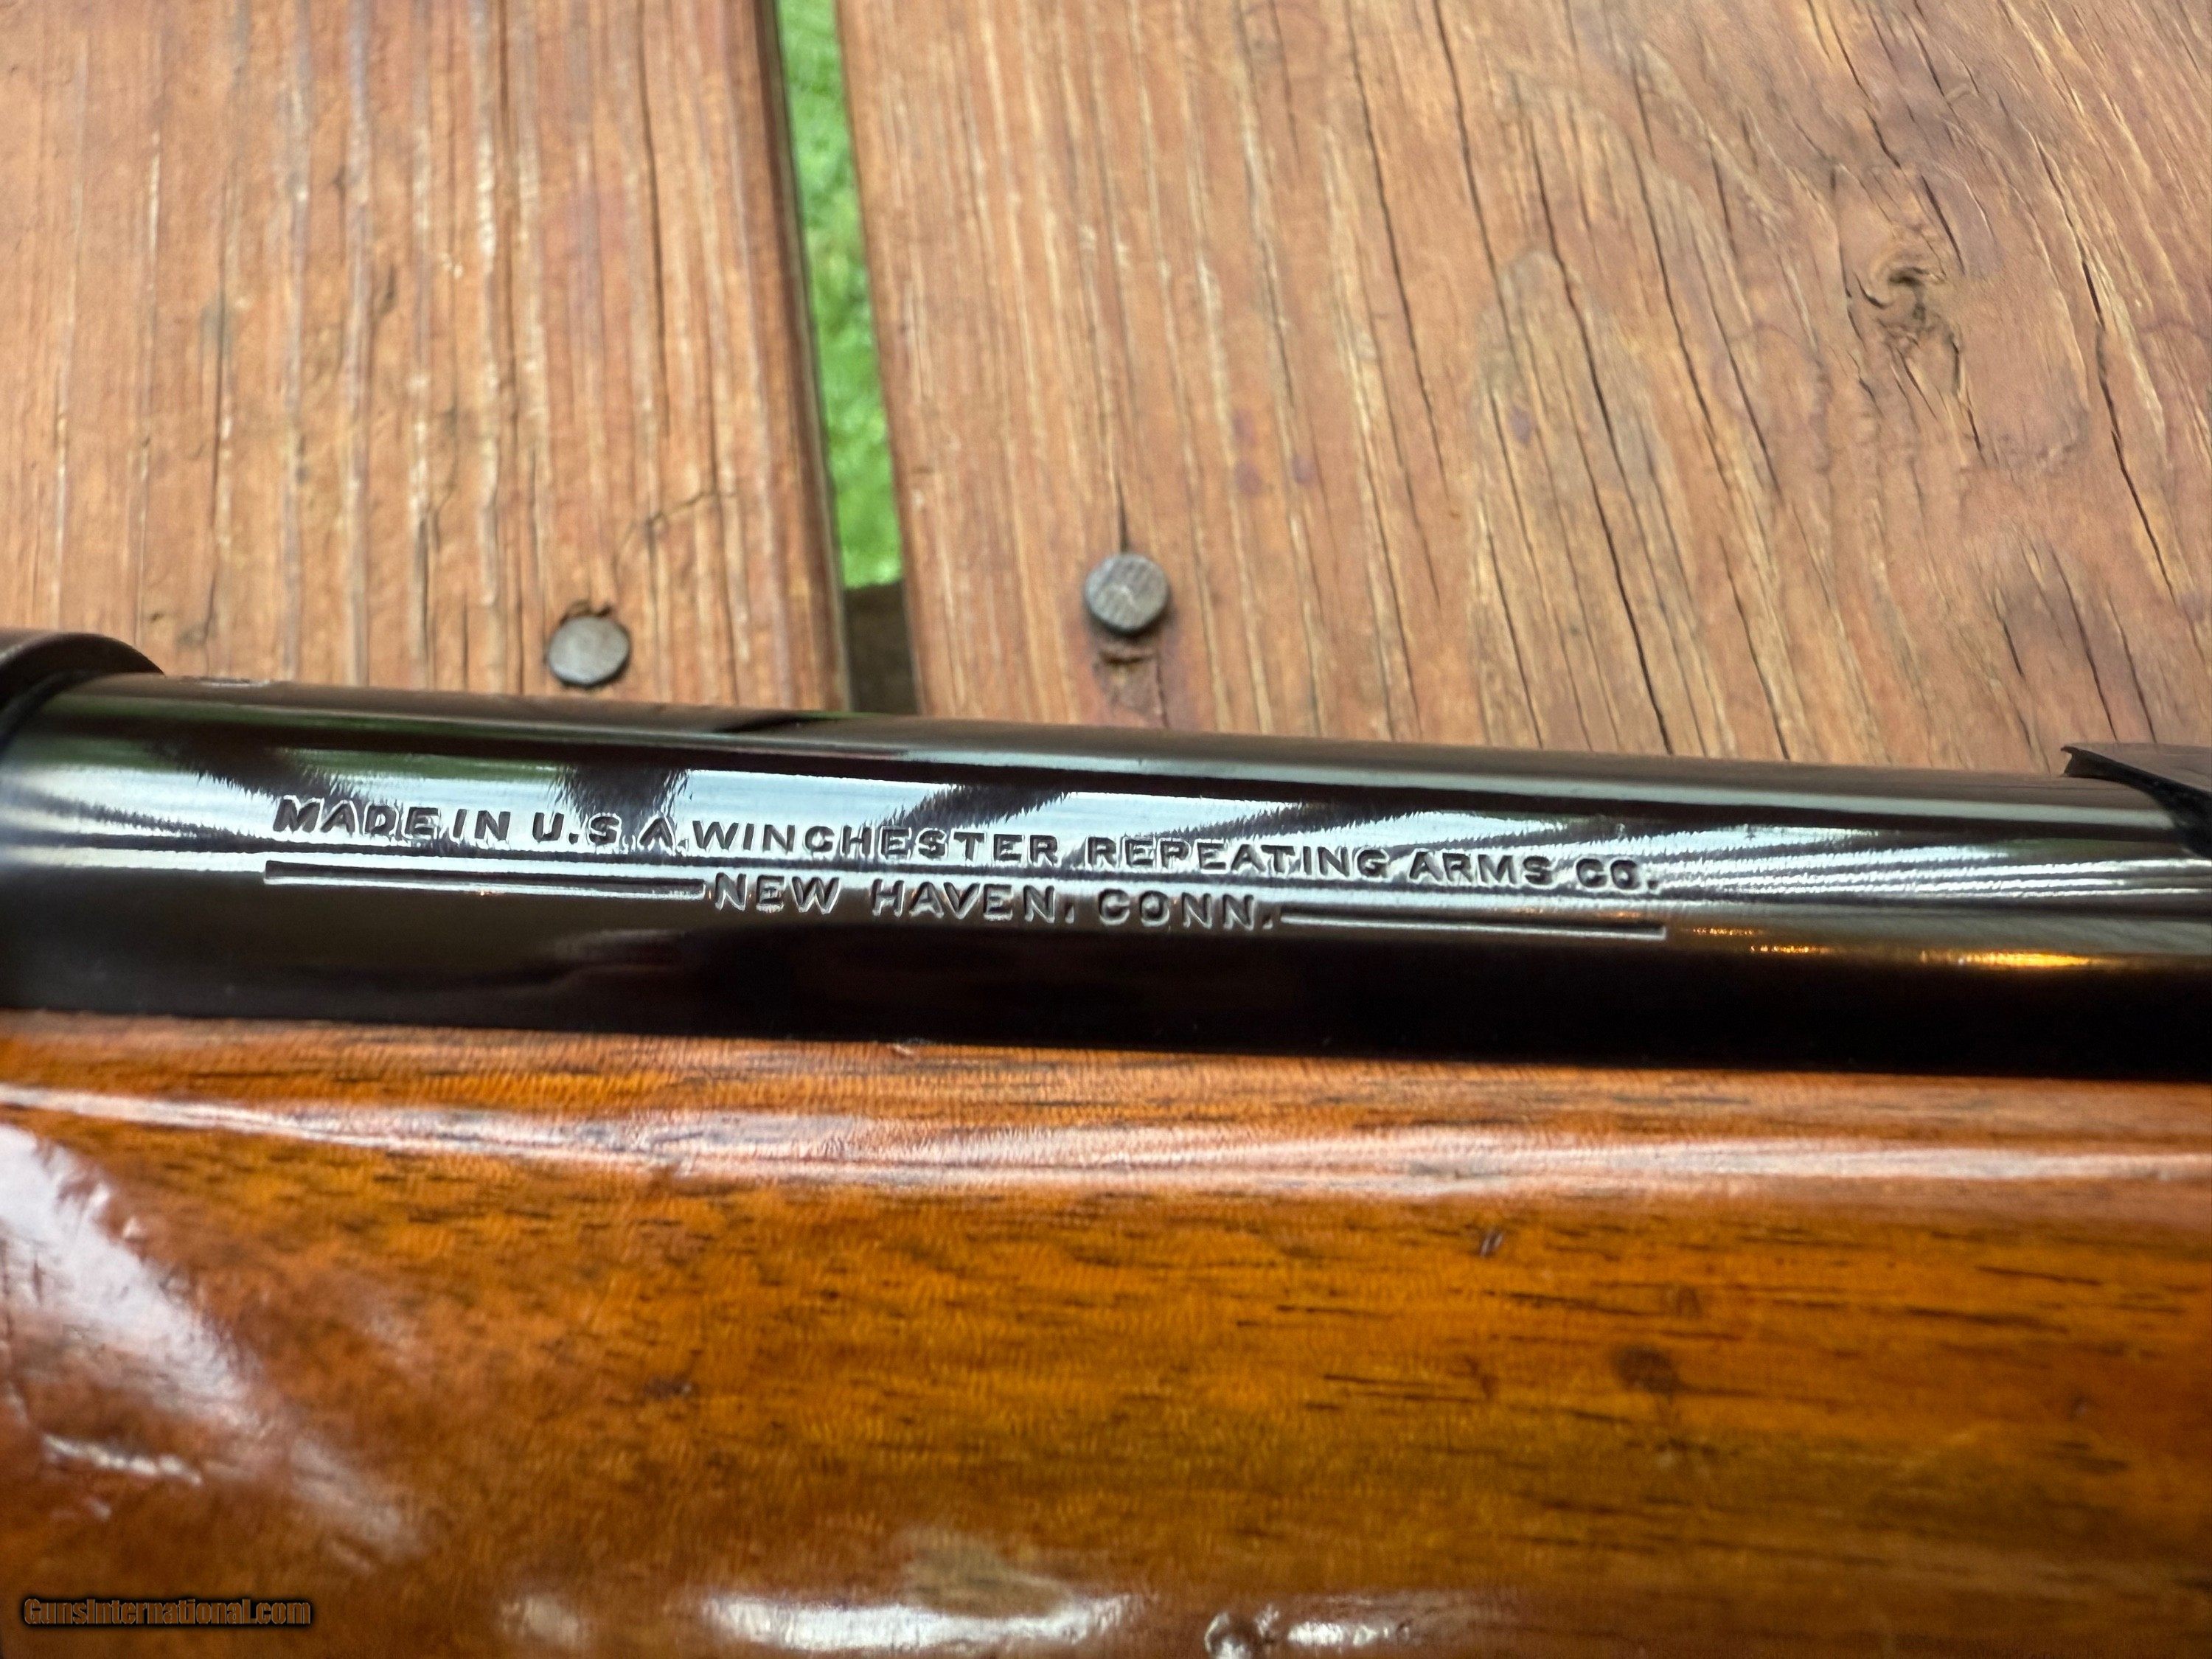 MADE IN U.S.A. WINCHESTER REPEATING ARMS CO.
NEW HAVEN, CONN.
GunsInternational.com